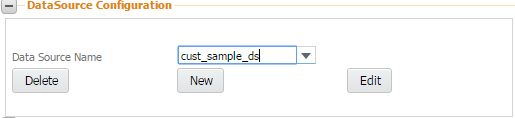 DataSource Configuration
Data Source Name cust_sample_ds
Delete New Edit